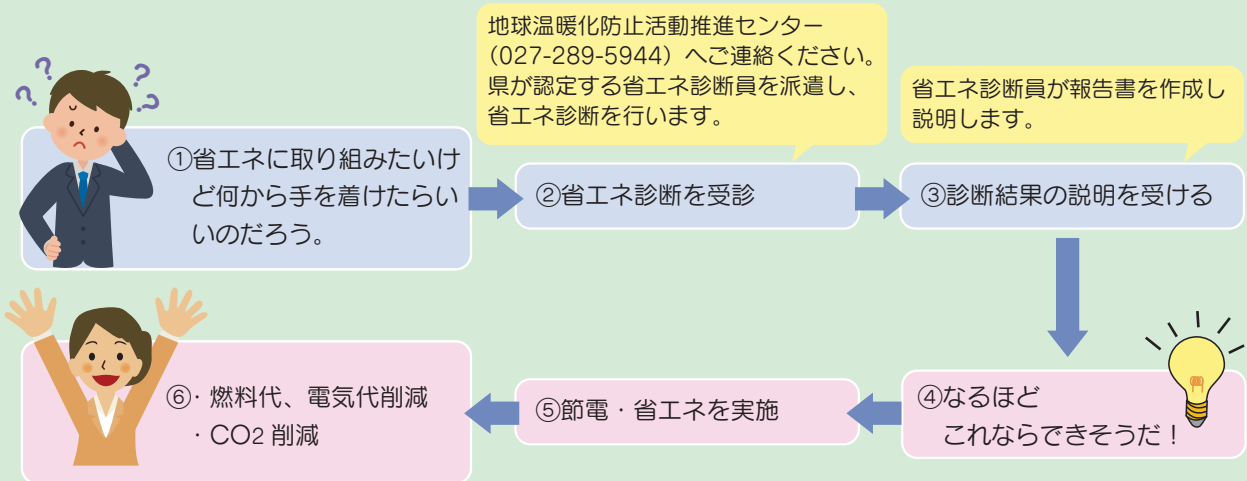 地球温暖化防止活動推進センター
（027-289-5944）へご連絡ください。
県が認定する省エネ診断員を派遣し、
省エネ診断を行います。
省エネ診断員が報告書を作成し
説明します。
？？？？
①省エネに取り組みたいけ
ど何から手を着けたらい
いのだろう。
②省エネ診断を受診
③診断結果の説明を受ける
④なるほど
これならできそうだ！
⑤節電・省エネを実施
⑥・燃料代、電気代削減
・CO2 削減